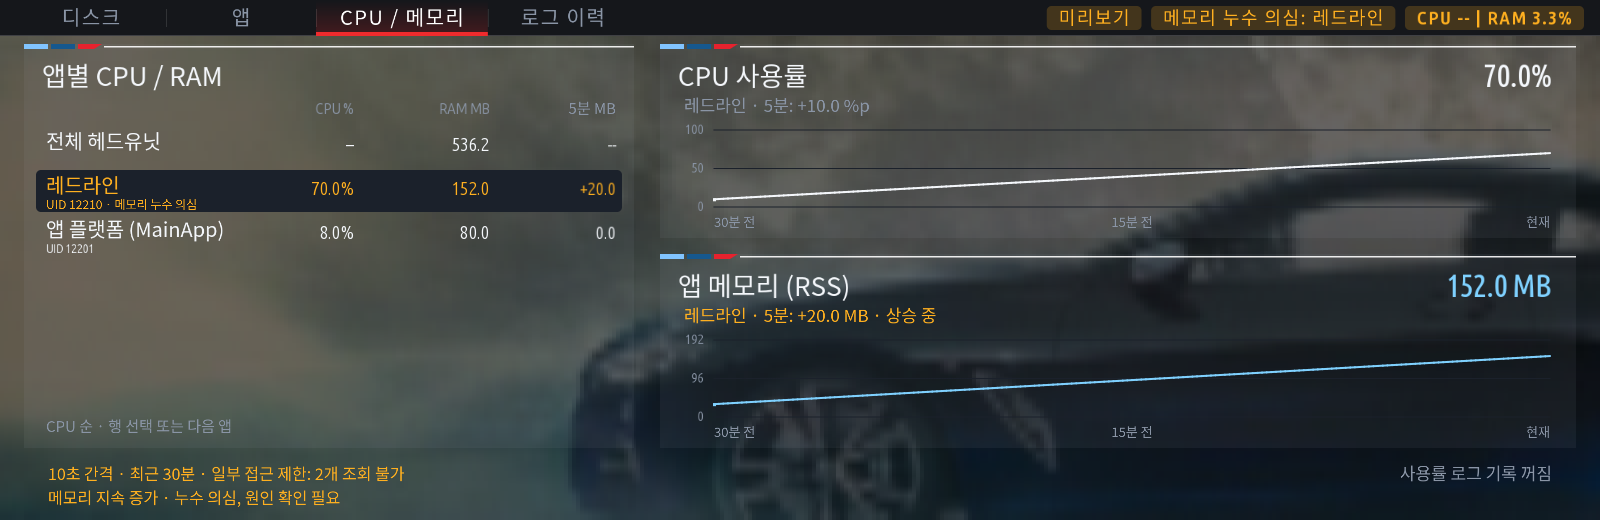 디스크 앱 CPU / 메모리 로그 이력 미리보기 메모리 누수 의심: 레드라인 CPU -- | RAM 3.3%
앱별 CPU / RAM
CPU % RAM MB 5분 MB
전체 헤드유닛 – 536.2 --
레드라인 70.0% 152.0 +20.0
UID 12210 · 메모리 누수 의심
앱 플랫폼 (MainApp) 8.0% 80.0 0.0
UID 12201
CPU 순 · 행 선택 또는 다음 앱
10초 간격 · 최근 30분 · 일부 접근 제한: 2개 조회 불가
메모리 지속 증가 · 누수 의심, 원인 확인 필요
CPU 사용률 70.0%
레드라인 · 5분: +10.0 %p
100
50
0
30분 전 15분 전 현재
앱 메모리 (RSS) 152.0 MB
레드라인 · 5분: +20.0 MB · 상승 중
192
96
0
30분 전 15분 전 현재
사용률 로그 기록 꺼짐